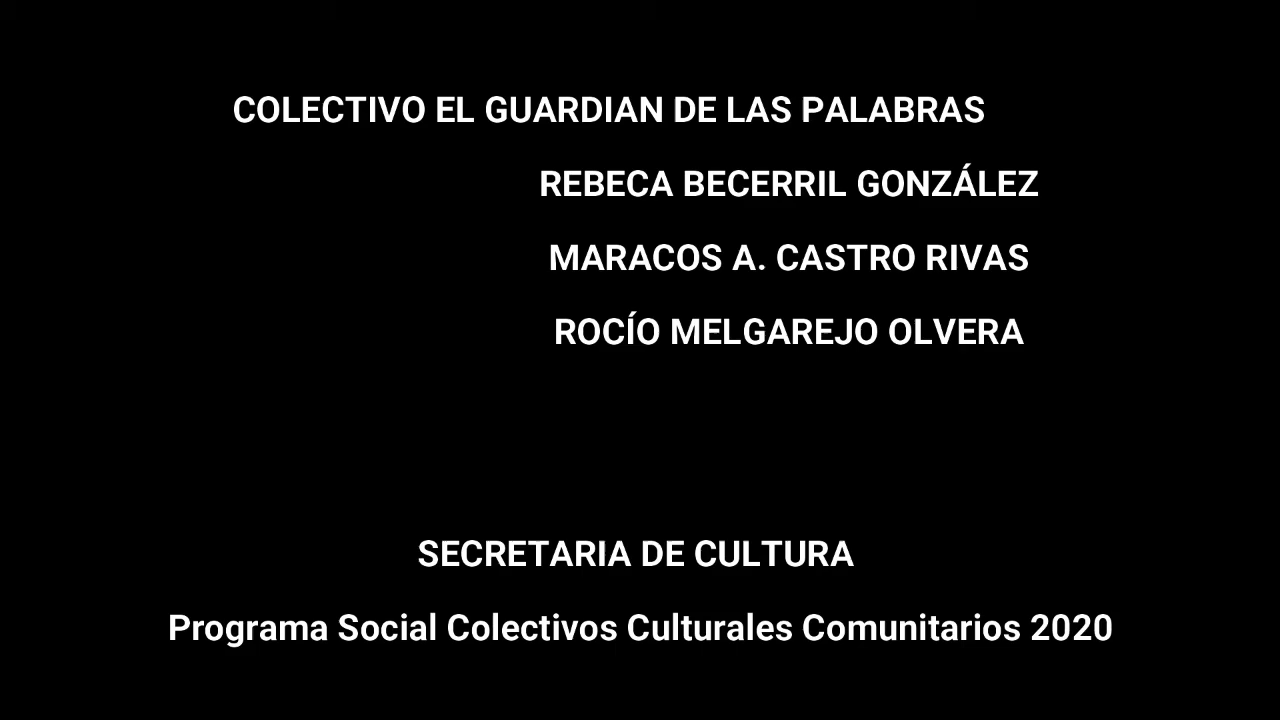 COLECTIVO EL GUARDIAN DE LAS PALABRAS
REBECA BECERRIL GONZÁLEZ
MARACOS A. CASTRO RIVAS
ROCÍO MELGAREJO OLVERA
SECRETARIA DE CULTURA
Programa Social Colectivos Culturales Comunitarios 2020